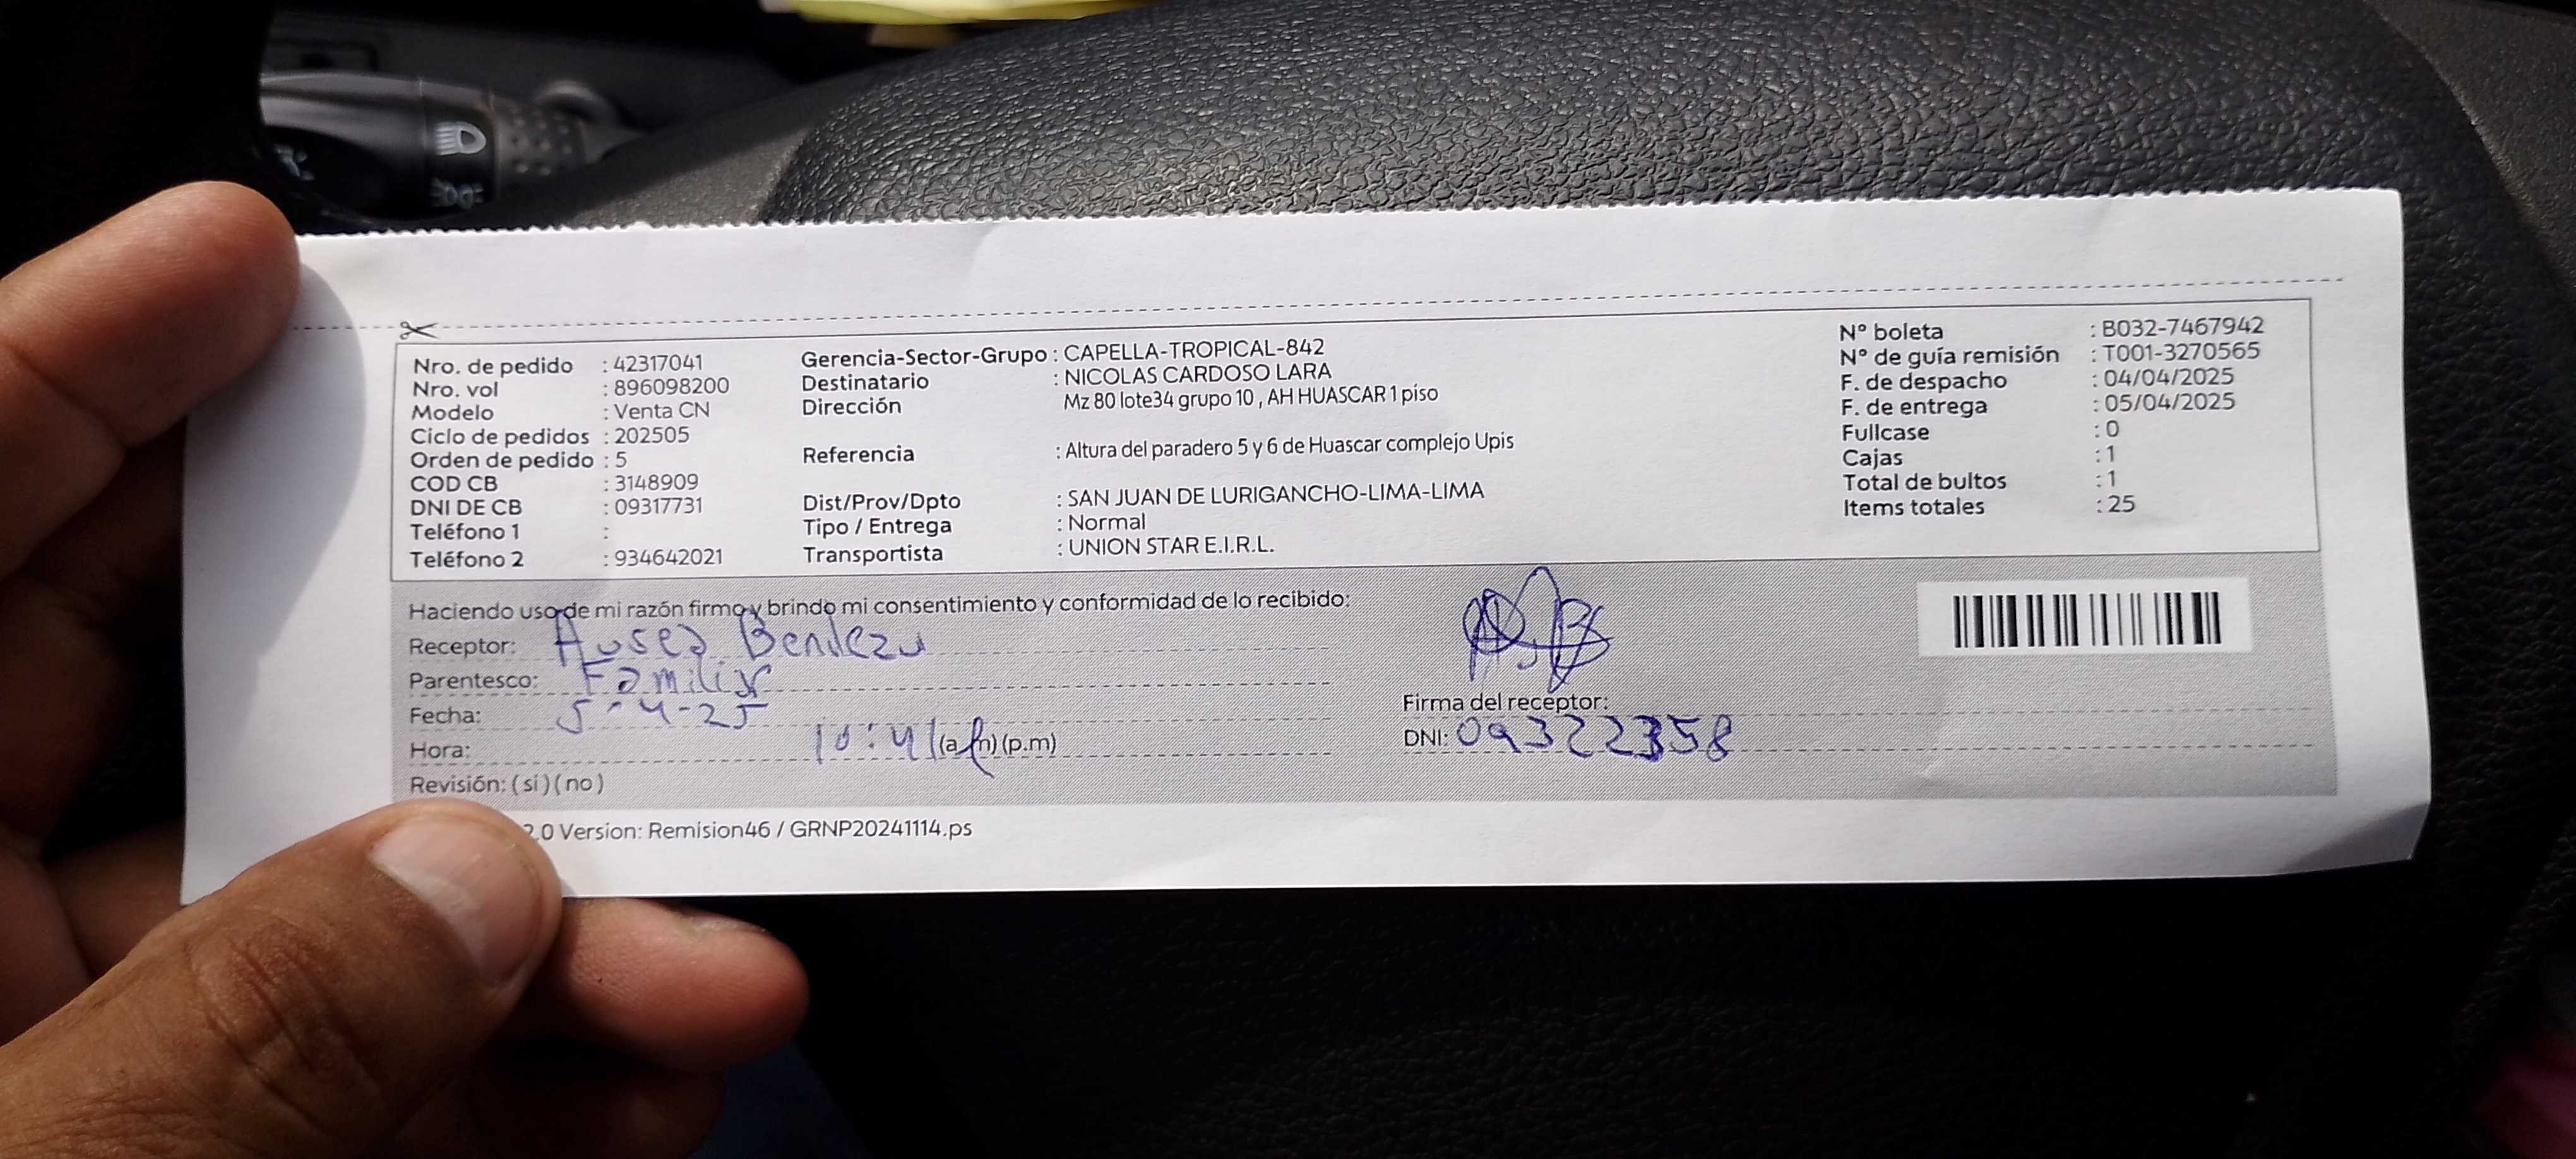 Nro. de pedido : 42317041
Nro. vol : 896098200
Modelo : Venta CN
Ciclo de pedidos : 202505
Orden de pedido : 5
COD CB : 3148909
DNI DE CB : 09317731
Teléfono 1 :
Teléfono 2 : 934642021
Gerencia-Sector-Grupo : CAPELLA-TROPICAL-842
Destinatario : NICOLAS CARDOSO LARA
Dirección Mz 80 lote34 grupo 10 , AH HUASCAR 1 piso
Referencia : Altura del paradero 5 y 6 de Huascar complejo Upis
Dist/Prov/Dpto : SAN JUAN DE LURIGANCHO-LIMA-LIMA
Tipo / Entrega : Normal
Transportista : UNION STAR E.I.R.L.
N° boleta : B032-7467942
N° de guía remisión : T001-3270565
F. de despacho : 04/04/2025
F. de entrega : 05/04/2025
Fullcase : 0
Cajas : 1
Total de bultos : 1
Items totales : 25
Haciendo uso de mi razón firmo y brindo mi consentimiento y conformidad de lo recibido:
Receptor: Bendezu
Parentesco: Familiar
Fecha: 5-4-25
Hora: 10:41 (a.m) (p.m)
Revisión: ( si ) ( no )
Firma del receptor:
DNI: 09322358
2.0 Version: Remision46 / GRNP20241114.ps